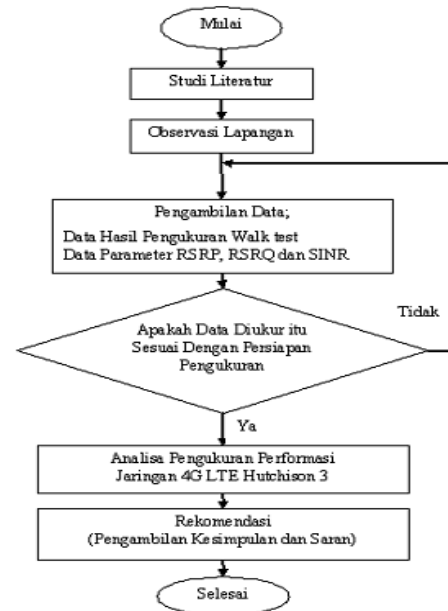 Mulai
Studi Literatur
Observasi Lapangan
Pengambilan Data;
Data Hasil Pengukuran Walk test
Data Parameter RSRP, RSRQ dan SINR
Apakah Data Diukur itu
Sesuai Dengan Persiapan
Pengukuran
Tidak
Ya
Analisa Pengukuran Performasi
Jaringan 4G LTE Hutchison 3
Rekomendasi
(Pengambilan Kesimpulan dan Saran)
Selesai